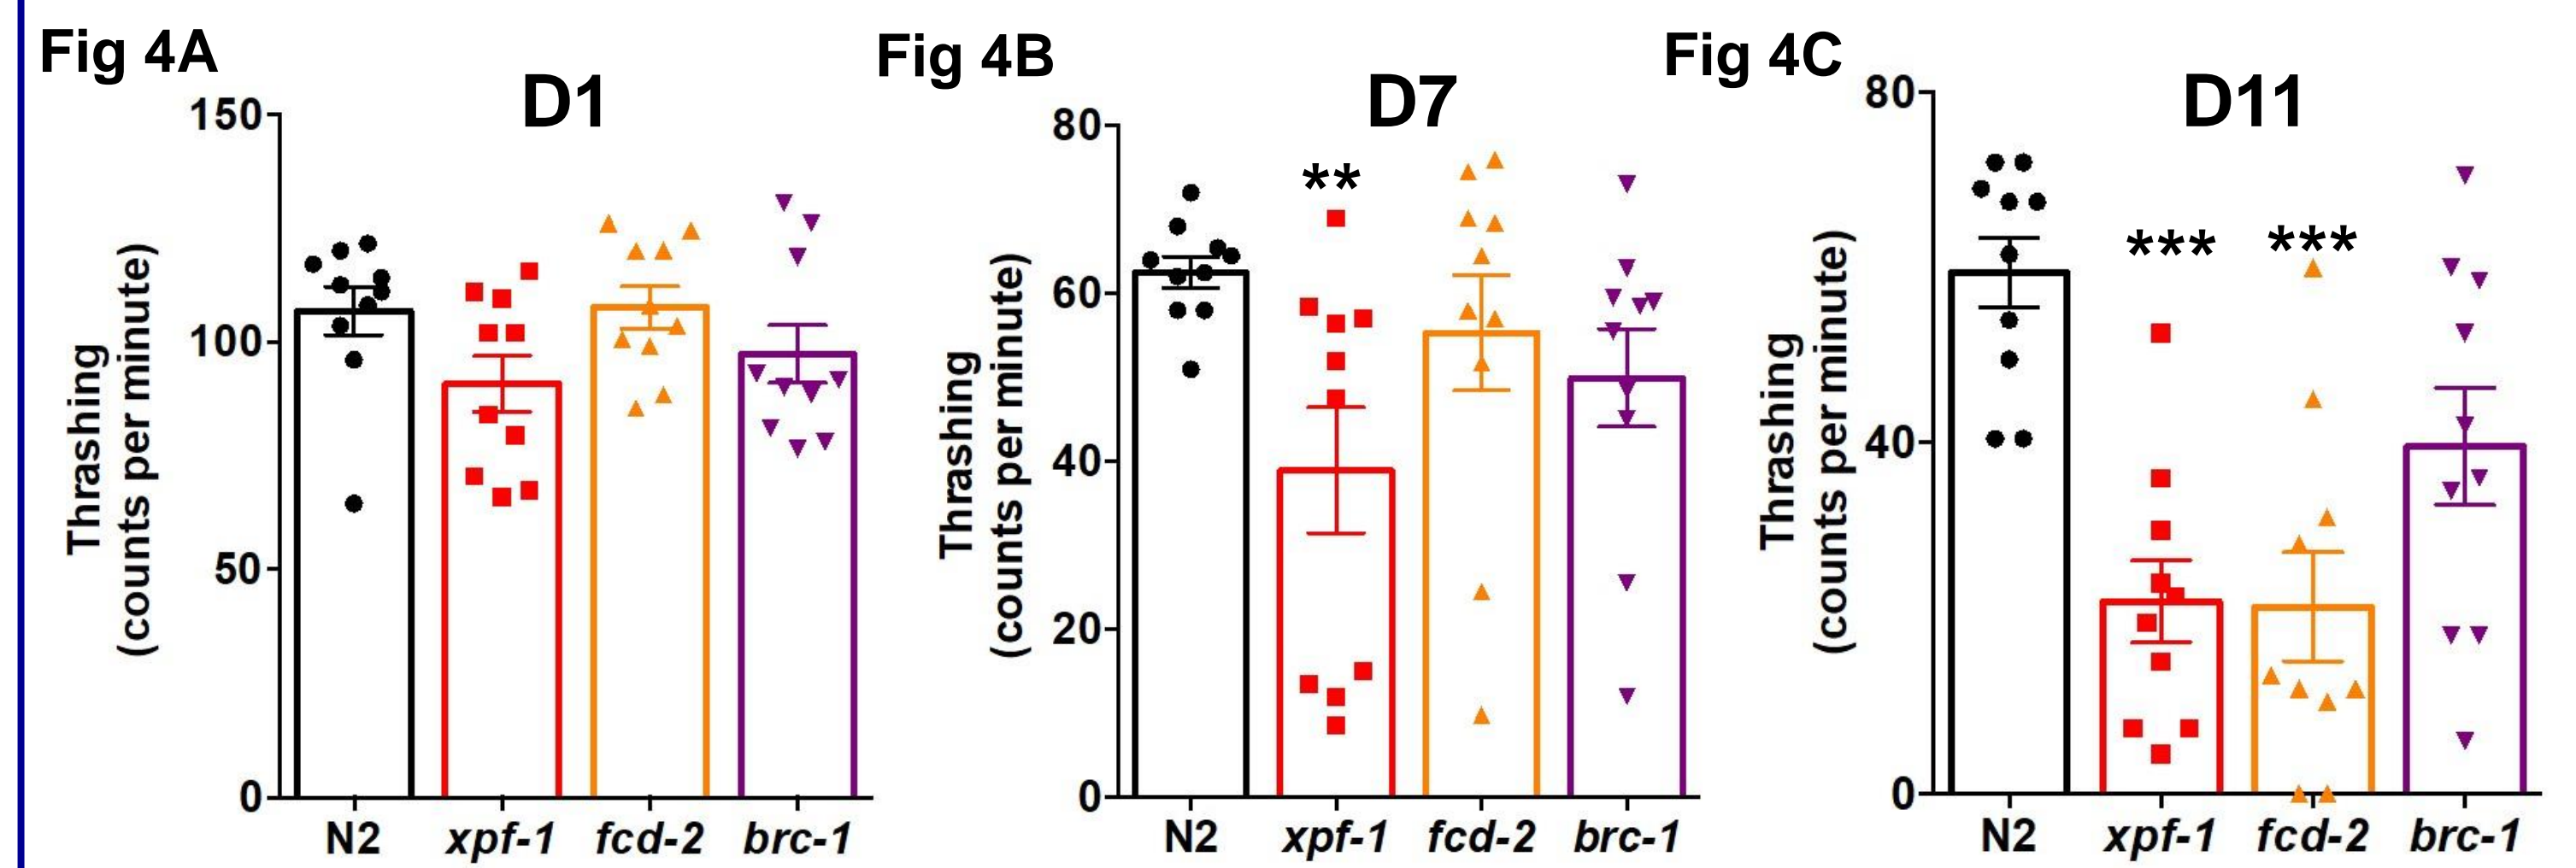 Fig 4A
D1
Thrashing
(counts per minute)
150
100
50
0
N2 xpf-1 fcd-2 brc-1
Fig 4B
D7
Thrashing
(counts per minute)
80
60
40
20
0
**
N2 xpf-1 fcd-2 brc-1
Fig 4C
D11
Thrashing
(counts per minute)
80
40
0
*** ***
N2 xpf-1 fcd-2 brc-1